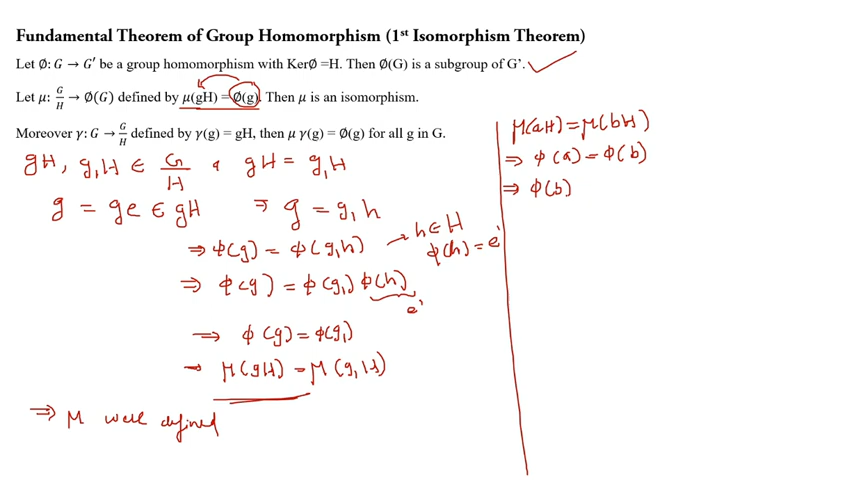 Fundamental Theorem of Group Homomorphism (1st Isomorphism Theorem)
Let ∅: G → G′ be a group homomorphism with Ker∅ =H. Then ∅(G) is a subgroup of G'.
Let μ: G/H → ∅(G) defined by μ(gH) = ∅(g). Then μ is an isomorphism.
Moreover γ: G → G/H defined by γ(g) = gH, then μ γ(g) = ∅(g) for all g in G.
gH, g₁H ∈ G/H & gH = g₁H
g = ge ∈ gH ⇒ g = g₁h
⇒ φ(g) = φ(g₁h) → h ∈ H
φ(h) = e'
⇒ φ(g) = φ(g₁) φ(h)
e'
⇒ φ(g) = φ(g₁)
→ μ(gH) = μ(g₁H)
⇒ μ well defined
μ(aH) = μ(bH)
⇒ φ(a) = φ(b)
⇒ φ(b)